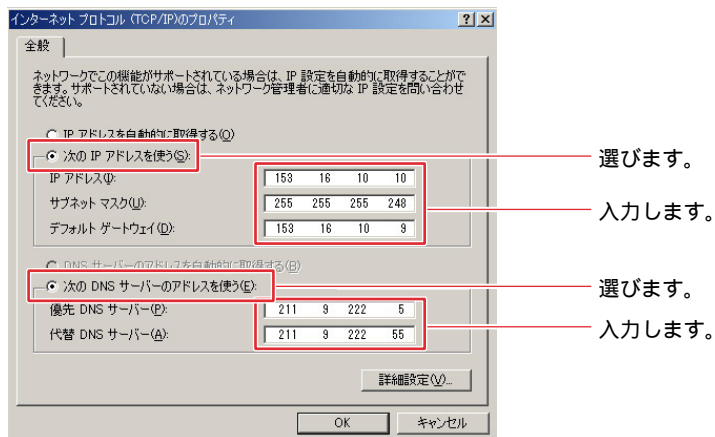 インターネット プロトコル (TCP/IP)のプロパティ
全般
ネットワークでこの機能がサポートされている場合は、IP 設定を自動的に取得することがで
きます。サポートされていない場合は、ネットワーク管理者に適切な IP 設定を問い合わせ
てください。
IP アドレスを自動的に取得する(O)
次の IP アドレスを使う(S):
選びます。
IP アドレス(I): 153 16 10 10
サブネット マスク(U): 255 255 255 248
入力します。
デフォルト ゲートウェイ(D): 153 16 10 9
DNS サーバーのアドレスを自動的に取得する(B)
次の DNS サーバーのアドレスを使う(E):
選びます。
優先 DNS サーバー(P): 211 9 222 5
入力します。
代替 DNS サーバー(A): 211 9 222 55
詳細設定(V)...
OK キャンセル